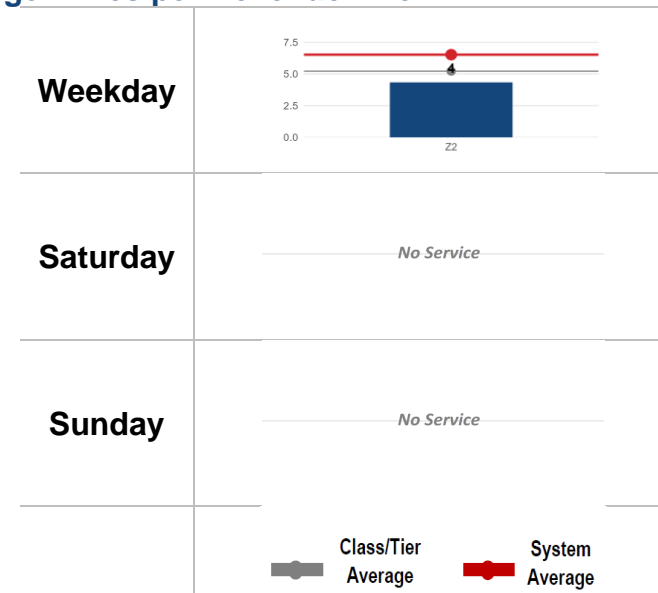 Weekday
7.5
5.0
2.5
0.0
4
Z2
Saturday
No Service
Sunday
No Service
Class/Tier
Average
System
Average